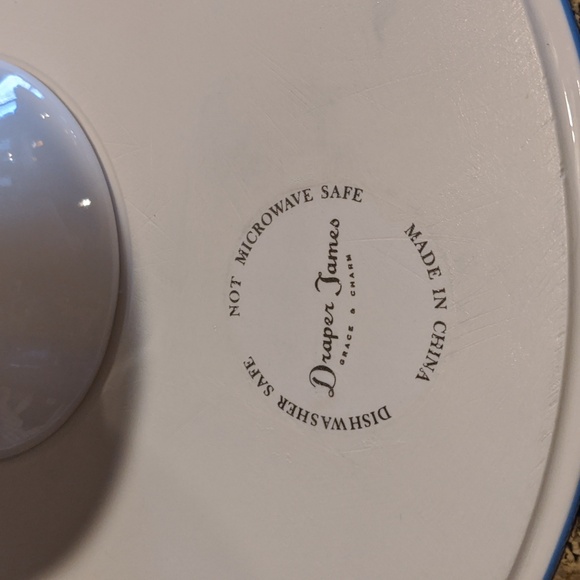 NOT MICROWAVE SAFE
Draper James
GRACE & CHARM
MADE IN CHINA
DISHWASHER SAFE